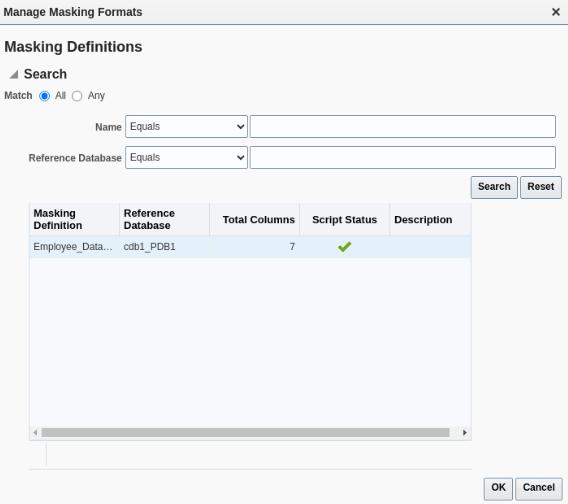 Manage Masking Formats
Masking Definitions
Search
Match All Any
Name Equals
Reference Database Equals
Search Reset
Masking Definition Reference Database Total Columns Script Status Description
Employee_Data… cdb1_PDB1 7
OK Cancel